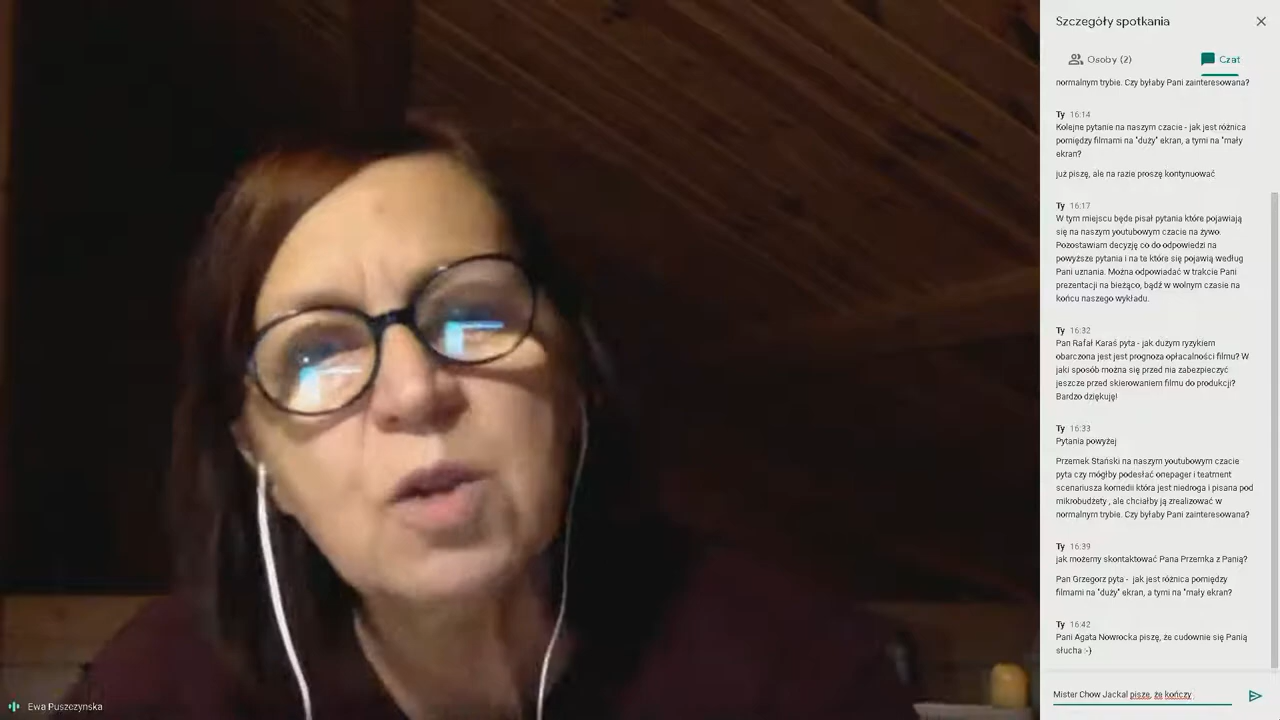 Szczegóły spotkania
Osoby (2)
Czat
normalnym trybie. Czy byłaby Pani zainteresowana?
Ty 16:14
Kolejne pytanie na naszym czacie - jak jest różnica
pomiędzy filmami na "duży" ekran, a tymi na "mały
ekran?
już piszę, ale na razie proszę kontynuować
Ty 16:17
W tym miejscu będe pisał pytania które pojawiają
się na naszym youtubowym czacie na żywo.
Pozostawiam decyzję co do odpowiedzi na
powyższe pytania i na te które się pojawią według
Pani uznania. Można odpowiadać w trakcie Pani
prezentacji na bieżąco, bądź w wolnym czasie na
końcu naszego wykładu.
Ty 16:32
Pan Rafał Karaś pyta - jak dużym ryzykiem
obarczona jest jest prognoza opłacalności filmu? W
jaki sposób można się przed nia zabezpieczyć
jeszcze przed skierowaniem filmu do produkcji?
Bardzo dziękuję!
Ty 16:33
Pytania powyżej
Przemek Stański na naszym youtubowym czacie
pyta czy mógłby podesłać onepager i teatment
scenariusza komedii która jest niedroga i pisana pod
mikrobudżety , ale chciałby ją zrealizować w
normalnym trybie. Czy byłaby Pani zainteresowana?
Ty 16:39
jak możemy skontaktować Pana Przemka z Panią?
Pan Grzegorz pyta - jak jest różnica pomiędzy
filmami na "duży" ekran, a tymi na "mały ekran?
Ty 16:42
Pani Agata Nowrocka piszę, że cudownie się Panią
słucha :-)
Mister Chow Jackal pisze, że kończy
Ewa Puszczyńska